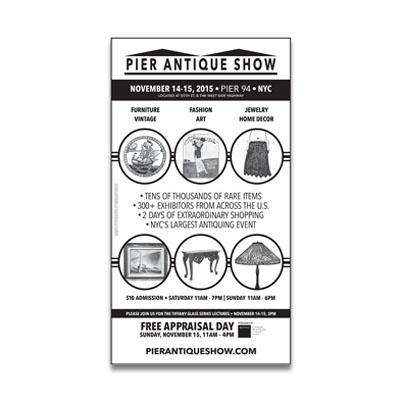 PIER ANTIQUE SHOW
NOVEMBER 14-15, 2015 • PIER 94 • NYC
LOCATED AT 55TH ST. & THE WEST SIDE HIGHWAY
FURNITURE FASHION JEWELRY
VINTAGE ART HOME DECOR
• TENS OF THOUSANDS OF RARE ITEMS
• 300+ EXHIBITORS FROM ACROSS THE U.S.
• 2 DAYS OF EXTRAORDINARY SHOPPING
• NYC'S LARGEST ANTIQUING EVENT
$10 ADMISSION • SATURDAY 11AM - 7PM | SUNDAY 11AM - 6PM
PLEASE JOIN US FOR THE TIFFANY GLASS SERIES LECTURES • NOVEMBER 14-15, 3PM
FREE APPRAISAL DAY
SUNDAY, NOVEMBER 15, 11AM - 4PM
PIERANTIQUESHOW.COM